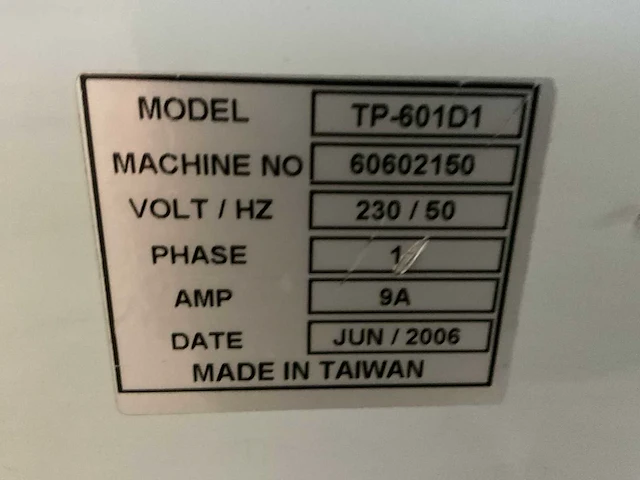 MODEL TP-601D1
MACHINE NO 60602150
VOLT / HZ 230 / 50
PHASE 1
AMP 9A
DATE JUN / 2006
MADE IN TAIWAN